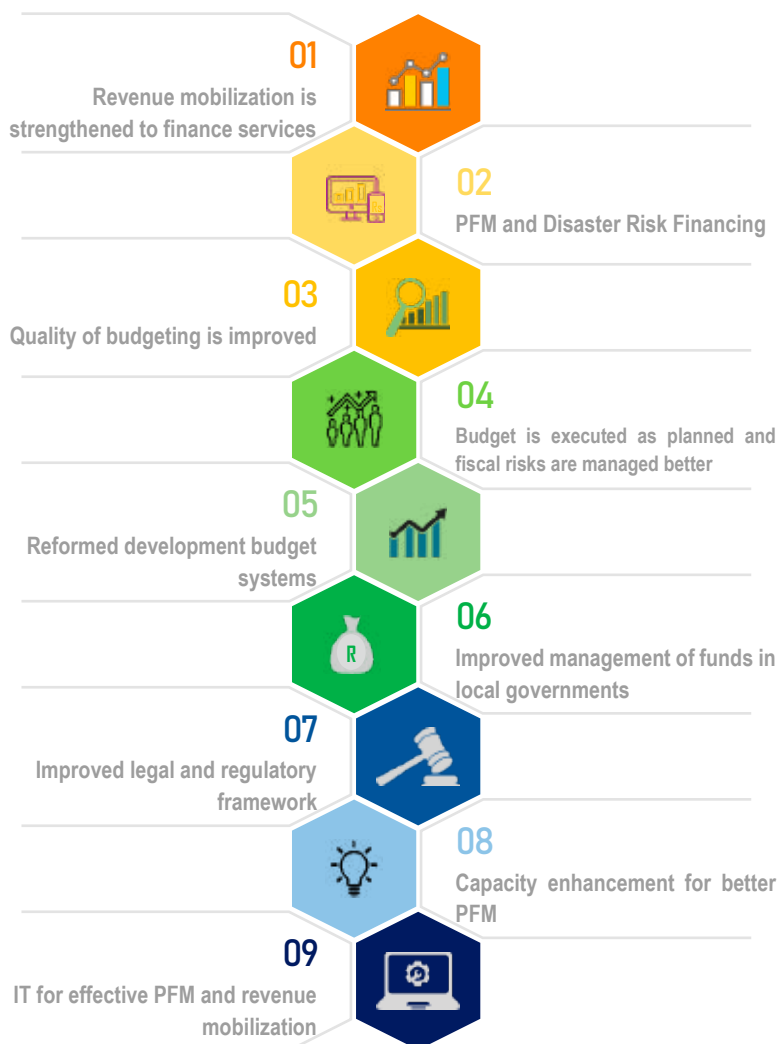 01
Revenue mobilization is
strengthened to finance services
02
PFM and Disaster Risk Financing
03
Quality of budgeting is improved
04
Budget is executed as planned and
fiscal risks are managed better
05
Reformed development budget
systems
06
Improved management of funds in
local governments
R
07
Improved legal and regulatory
framework
08
Capacity enhancement for better
PFM
09
IT for effective PFM and revenue
mobilization